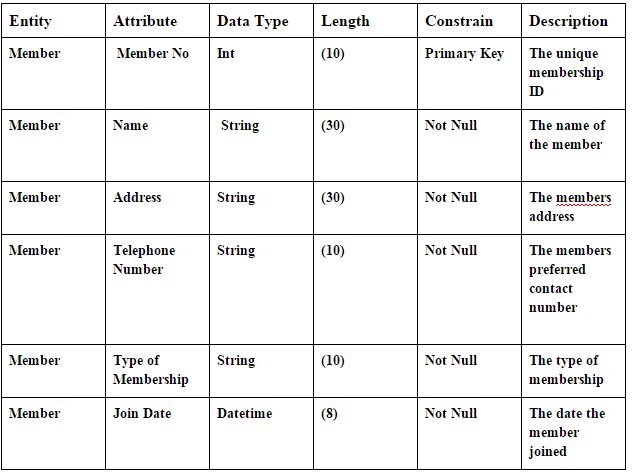 Entity Attribute Data Type Length Constrain Description
Member Member No Int (10) Primary Key The unique
membership
ID
Member Name String (30) Not Null The name of
the member
Member Address String (30) Not Null The members
address
Member Telephone String (10) Not Null The members
Number preferred
contact
number
Member Type of String (10) Not Null The type of
Membership membership
Member Join Date Datetime (8) Not Null The date the
member
joined